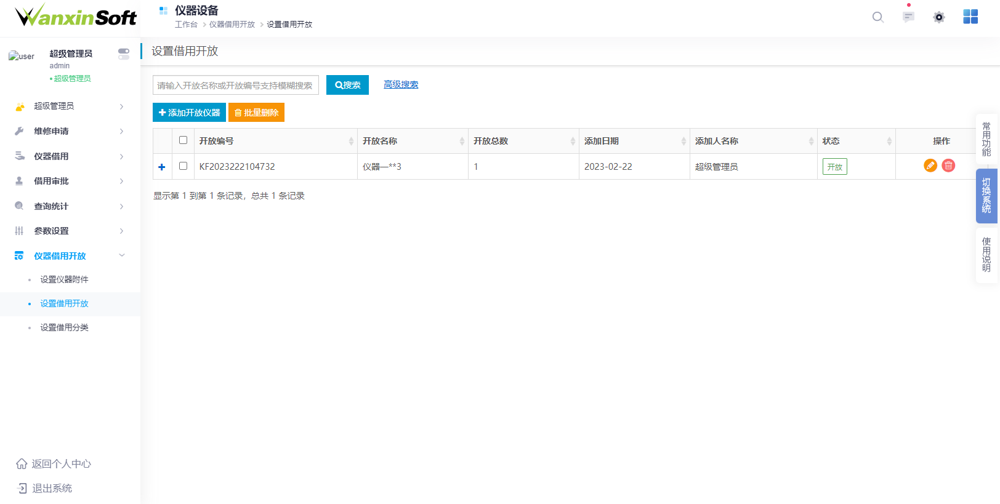 WanxinSoft
仪器设备
工作台 > 仪器借用开放 > 设置借用开放
user
超级管理员
admin
•超级管理员
超级管理员
维修申请
仪器借用
借用审批
查询统计
参数设置
仪器借用开放
设置仪器附件
设置借用开放
设置借用分类
返回个人中心
退出系统
设置借用开放
请输入开放名称或开放编号支持模糊搜索 搜索 高级搜索
添加开放仪器 批量删除
开放编号 开放名称 开放总数 添加日期 添加人名称 状态 操作
KF2023222104732 仪器—**3 1 2023-02-22 超级管理员 开放
显示第 1 到第 1 条记录，总共 1 条记录
常用功能
切换系统
使用说明